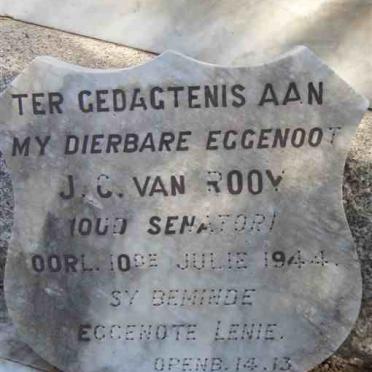 TER GEDAGTENIS AAN
MY DIERBARE EGGENOOT
J. C. VAN ROOY
(OUD SENATOR)
OORL. 10DE JULIE 1944.
SY BEMINDE
EGGENOTE LENIE.
OPENB. 14.13